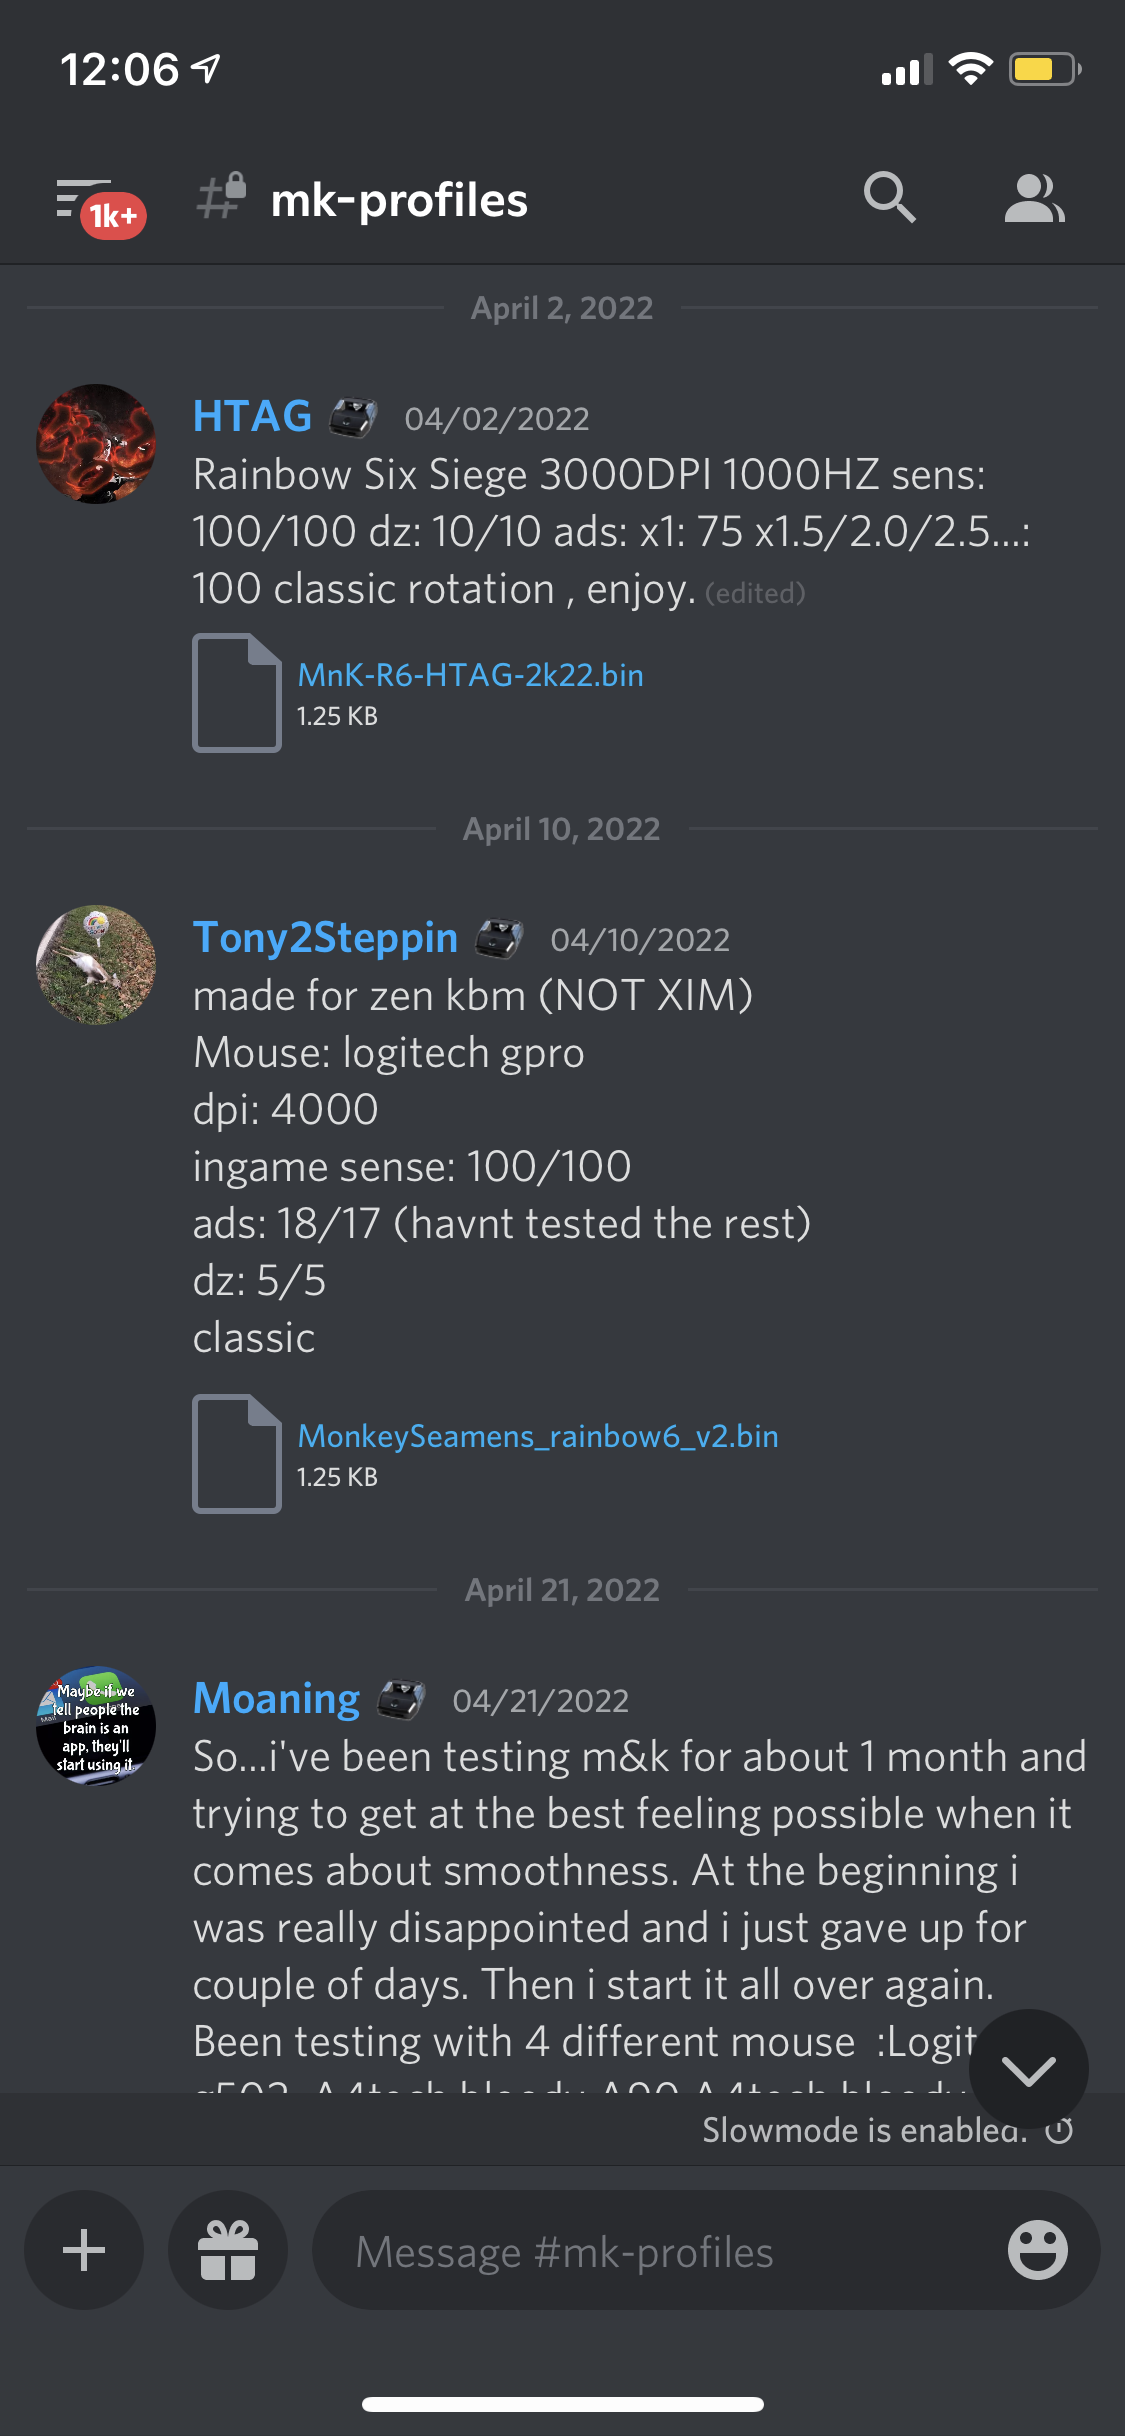 12:06
1k+
mk-profiles
April 2, 2022
HTAG 04/02/2022
Rainbow Six Siege 3000DPI 1000HZ sens:
100/100 dz: 10/10 ads: x1: 75 x1.5/2.0/2.5...:
100 classic rotation , enjoy. (edited)
MnK-R6-HTAG-2k22.bin
1.25 KB
April 10, 2022
Tony2Steppin 04/10/2022
made for zen kbm (NOT XIM)
Mouse: logitech gpro
dpi: 4000
ingame sense: 100/100
ads: 18/17 (havnt tested the rest)
dz: 5/5
classic
MonkeySeamens_rainbow6_v2.bin
1.25 KB
April 21, 2022
Maybe if we
tell people the
brain is an
app, they'll
start using it.
Moaning 04/21/2022
So...i've been testing m&k for about 1 month and
trying to get at the best feeling possible when it
comes about smoothness. At the beginning i
was really disappointed and i just gave up for
couple of days. Then i start it all over again.
Been testing with 4 different mouse :Logit
g502 A4tech bloody A90 A4tech bloody
Slowmode is enabled.
Message #mk-profiles